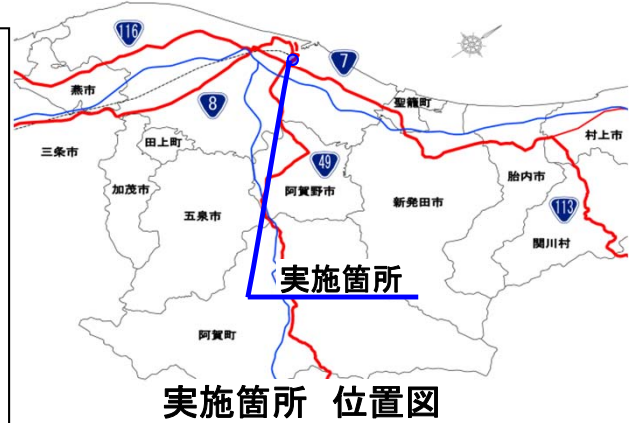 116
7
燕市
8
聖籠町
三条市
田上町
村上市
49
加茂市
阿賀野市
胎内市
五泉市
新発田市
113
関川村
実施箇所
阿賀町
実施箇所 位置図